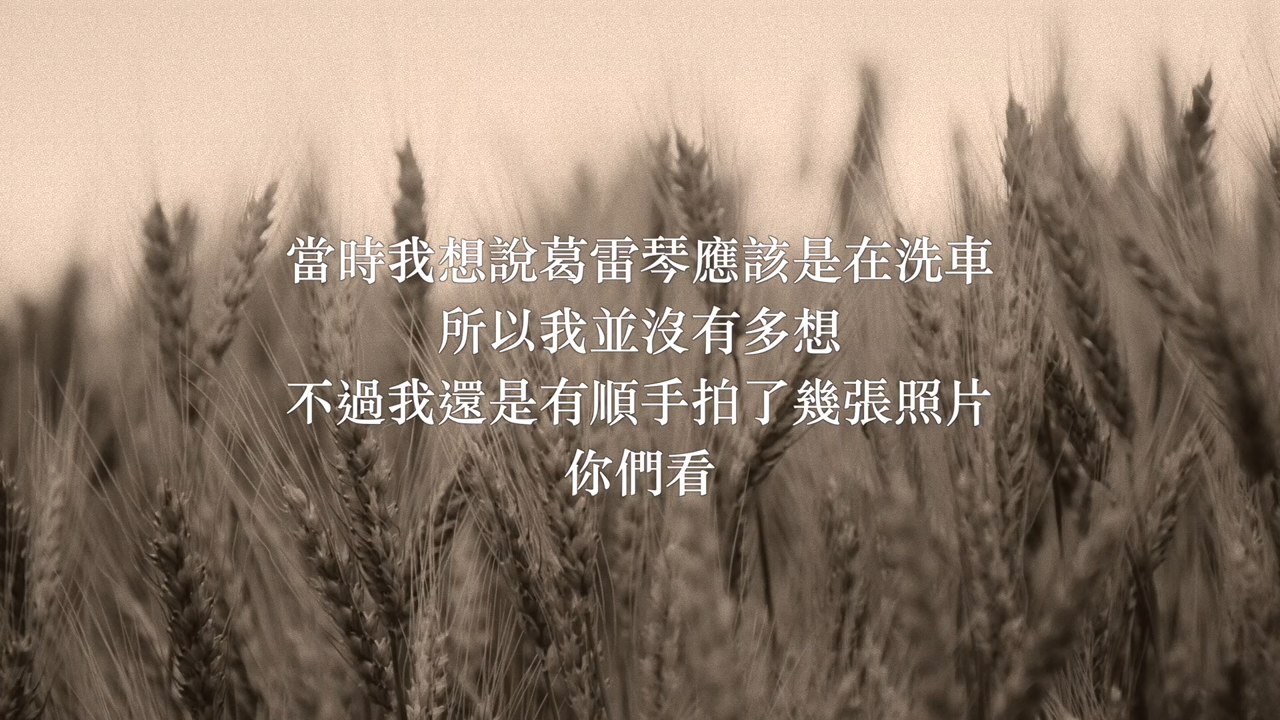 當時我想說葛雷琴應該是在洗車
所以我並沒有多想
不過我還是有順手拍了幾張照片
你們看